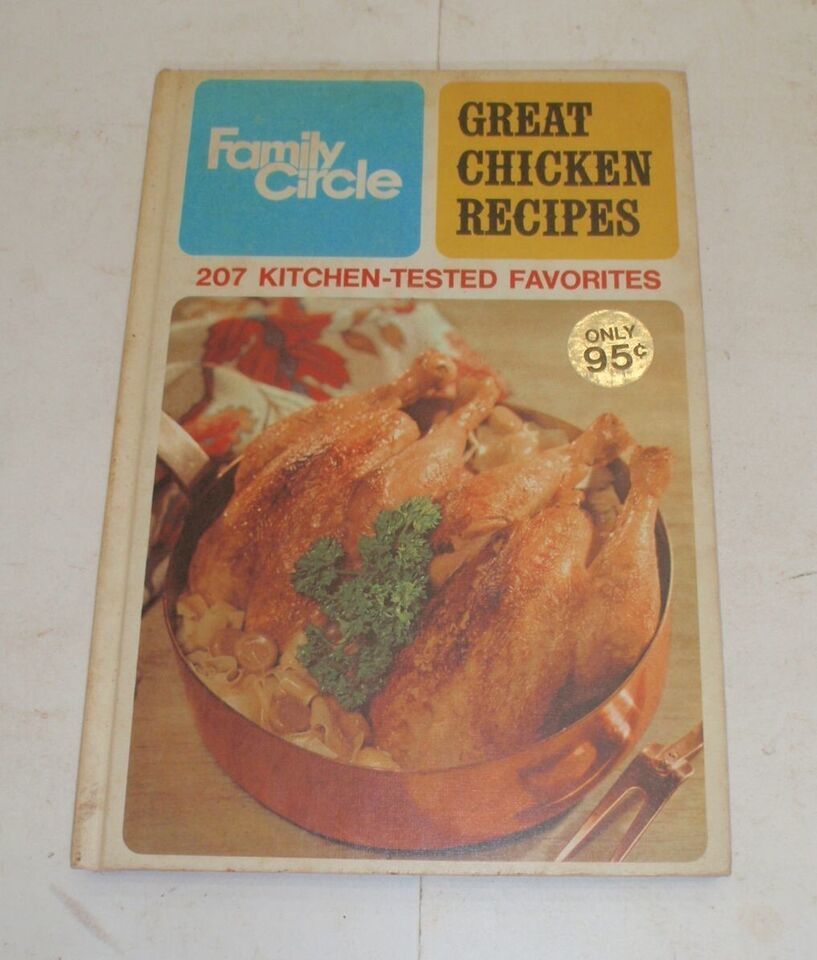 Family
Circle
GREAT
CHICKEN
RECIPES
207 KITCHEN-TESTED FAVORITES
ONLY
95¢